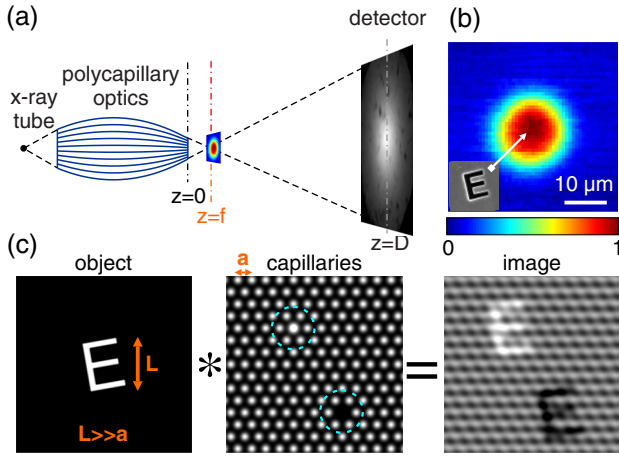 (a)
detector
polycapillary
optics
x-ray
tube
z=0
z=f
z=D
(b)
E
10 µm
0
1
(c)
object
a
capillaries
image
E
L
L>>a
*
=
E
E